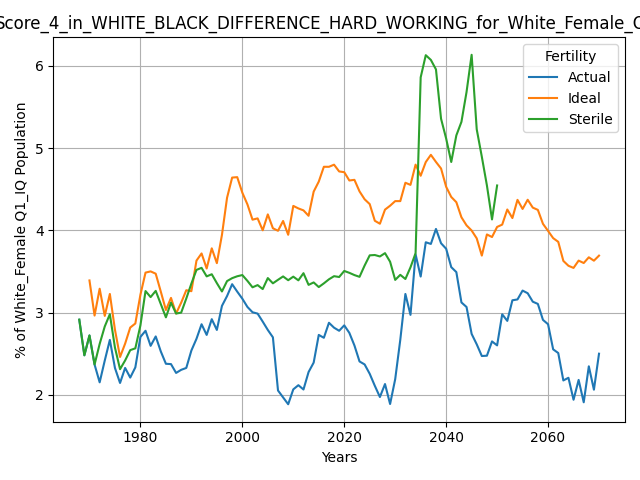 Score_4_in_WHITE_BLACK_DIFFERENCE_HARD_WORKING_for_White_Female_Q
% of White_Female Q1_IQ Population
6
5
4
3
2
Fertility
Actual
Ideal
Sterile
1980
2000
2020
2040
2060
Years